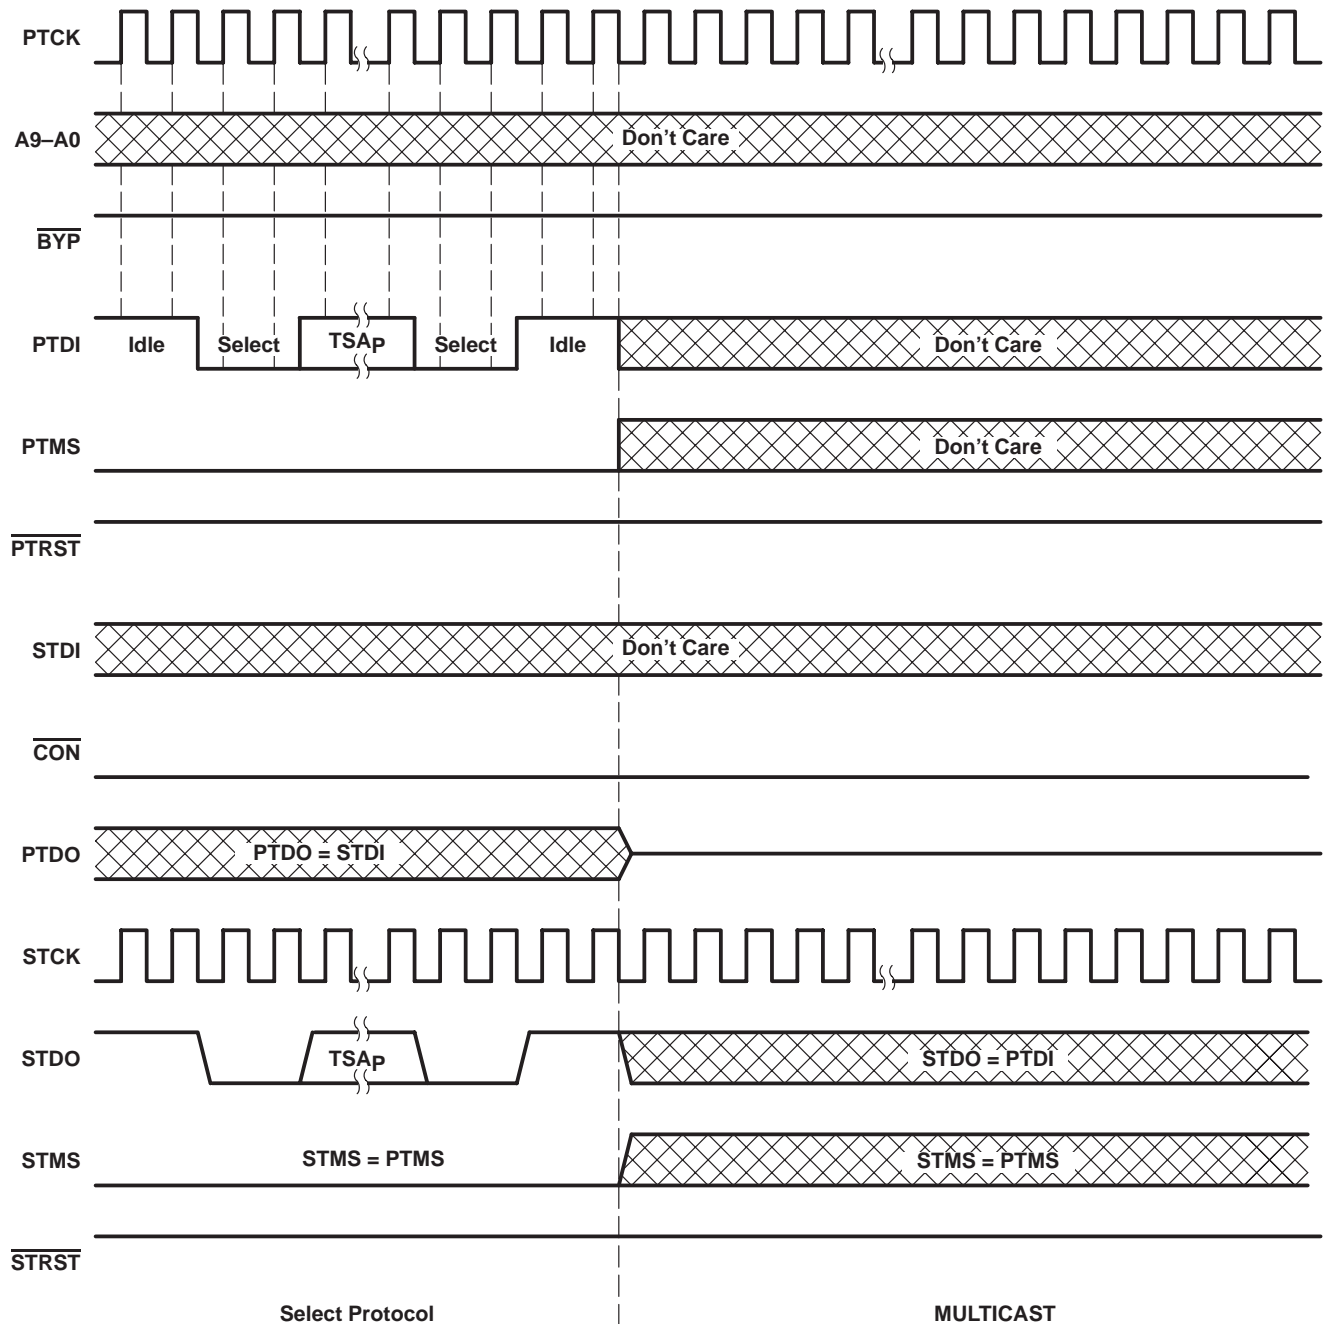 PTCK
A9–A0
Don't Care
BYP
PTDI
Idle
Select
TSAP
Select
Idle
Don't Care
PTMS
Don't Care
PTRST
STDI
Don't Care
CON
PTDO
PTDO = STDI
STCK
STDO
TSAP
STDO = PTDI
STMS
STMS = PTMS
STMS = PTMS
STRST
Select Protocol
MULTICAST